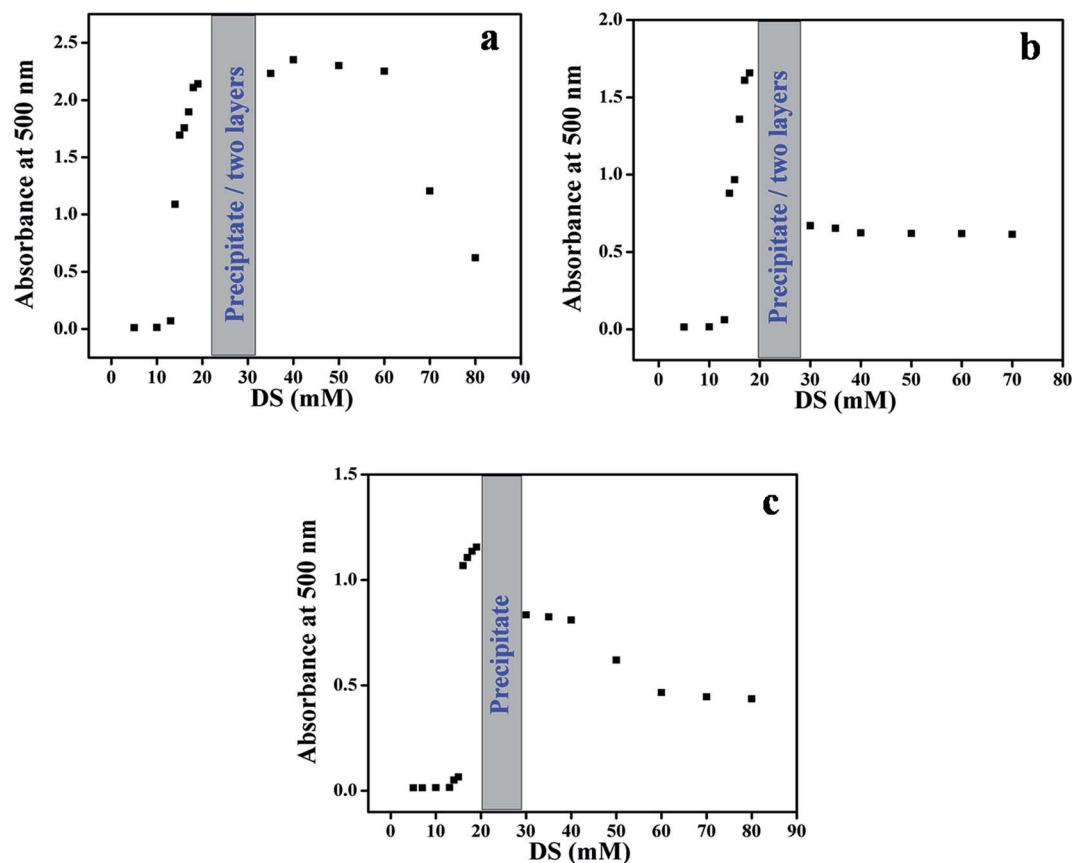 a
2.5
2.0
1.5
1.0
0.5
0.0
Absorbance at 500 nm
Precipitate / two layers
0 10 20 30 40 50 60 70 80 90
DS (mM)
b
2.0
1.5
1.0
0.5
0.0
Absorbance at 500 nm
Precipitate / two layers
0 10 20 30 40 50 60 70 80
DS (mM)
c
1.5
1.0
0.5
0.0
Absorbance at 500 nm
Precipitate
0 10 20 30 40 50 60 70 80 90
DS (mM)